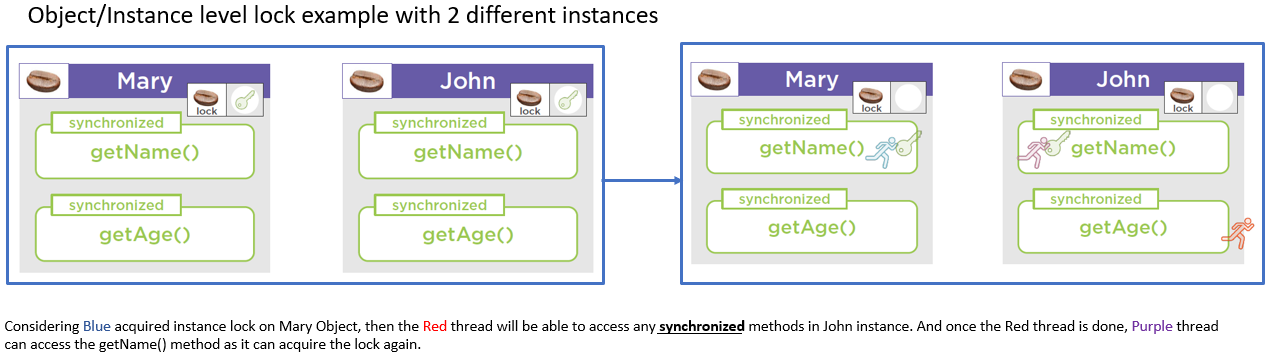 Object/Instance level lock example with 2 different instances
Mary
lock
synchronized
getName()
synchronized
getAge()
John
lock
synchronized
getName()
synchronized
getAge()
Mary
lock
synchronized
getName()
synchronized
getAge()
John
lock
synchronized
getName()
synchronized
getAge()
Considering Blue acquired instance lock on Mary Object, then the Red thread will be able to access any synchronized methods in John instance. And once the Red thread is done, Purple thread
can access the getName() method as it can acquire the lock again.